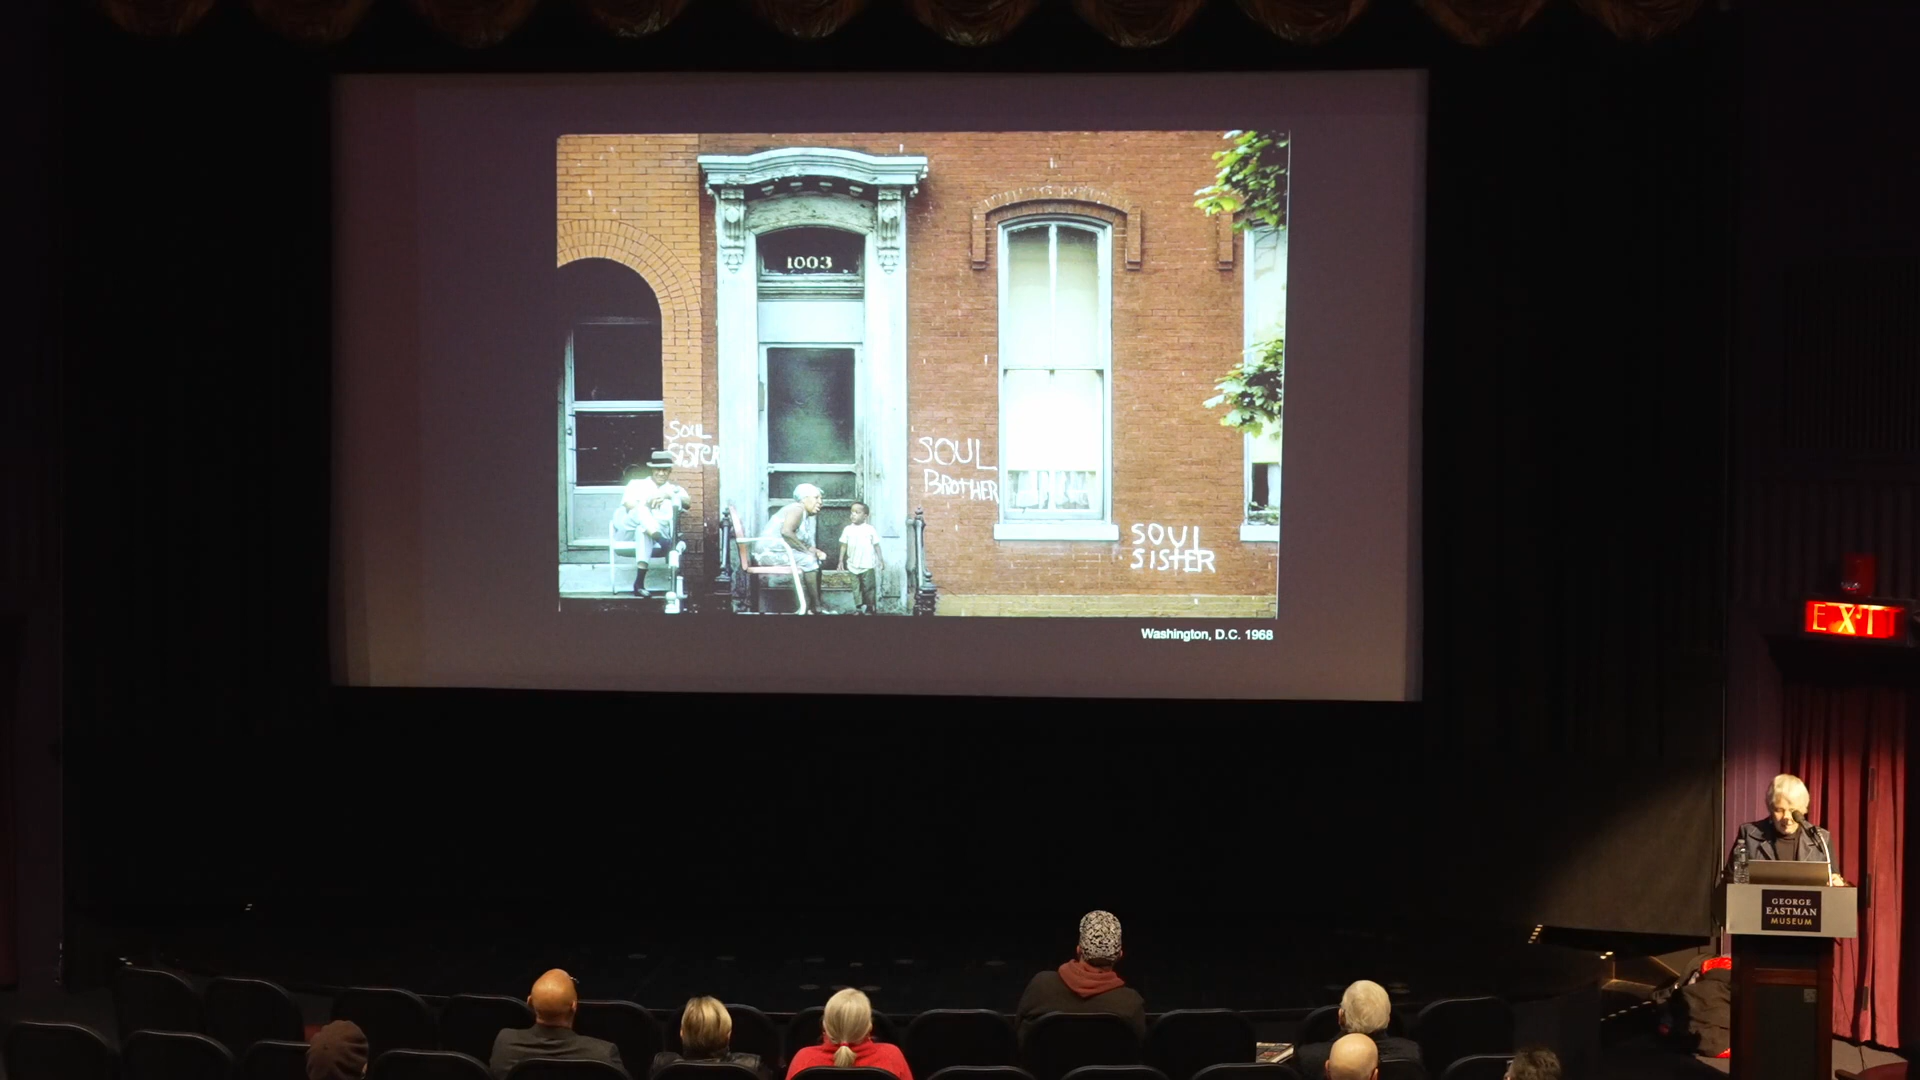 1003
SOUL
SISTER
SOUL
BROTHER
SOUL
SISTER
Washington, D.C. 1968
EXIT
GEORGE
EASTMAN
MUSEUM